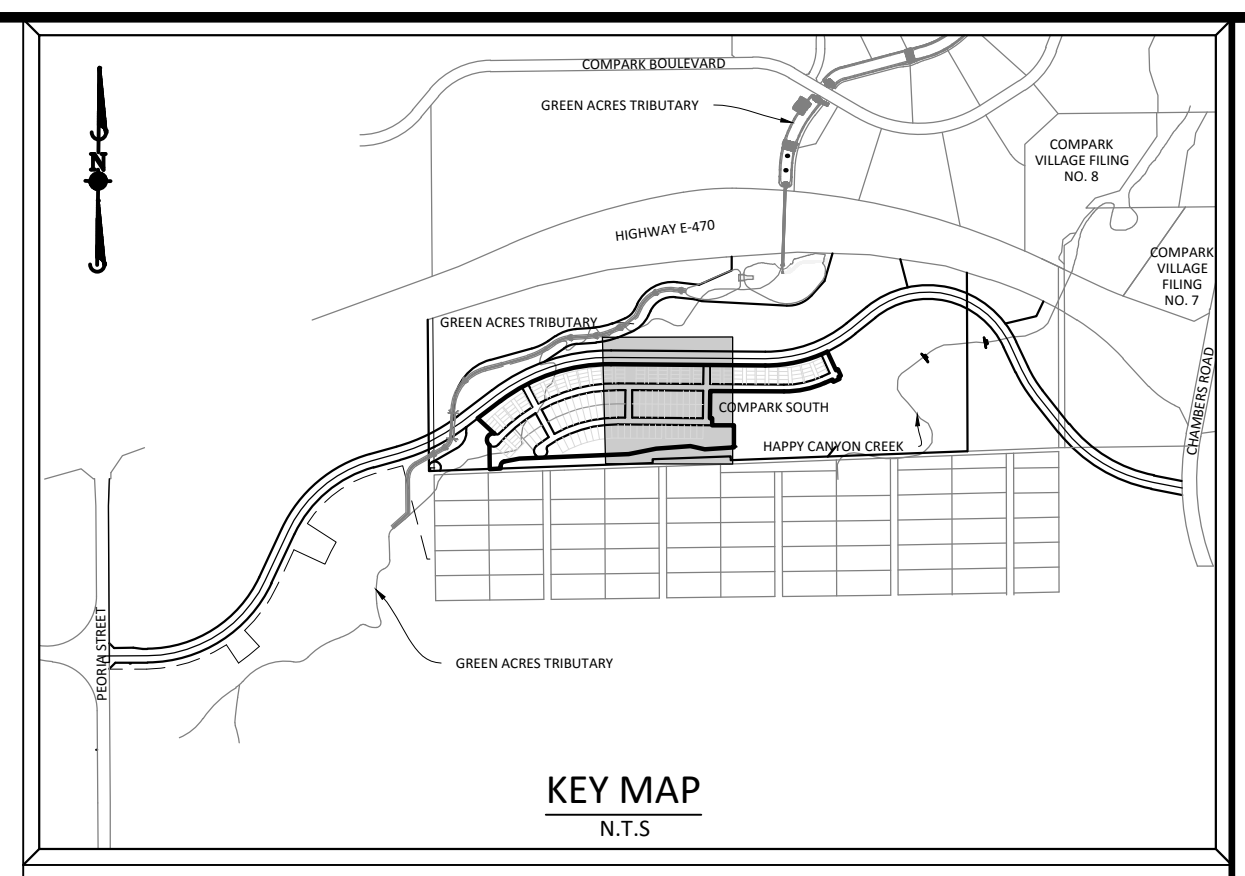 COMPARK BOULEVARD
GREEN ACRES TRIBUTARY
N
COMPARK
VILLAGE FILING
NO. 8
HIGHWAY E-470
COMPARK
VILLAGE
FILING
NO. 7
GREEN ACRES TRIBUTARY
COMPARK SOUTH
HAPPY CANYON CREEK
CHAMBERS ROAD
PEORIA STREET
GREEN ACRES TRIBUTARY
KEY MAP
N.T.S